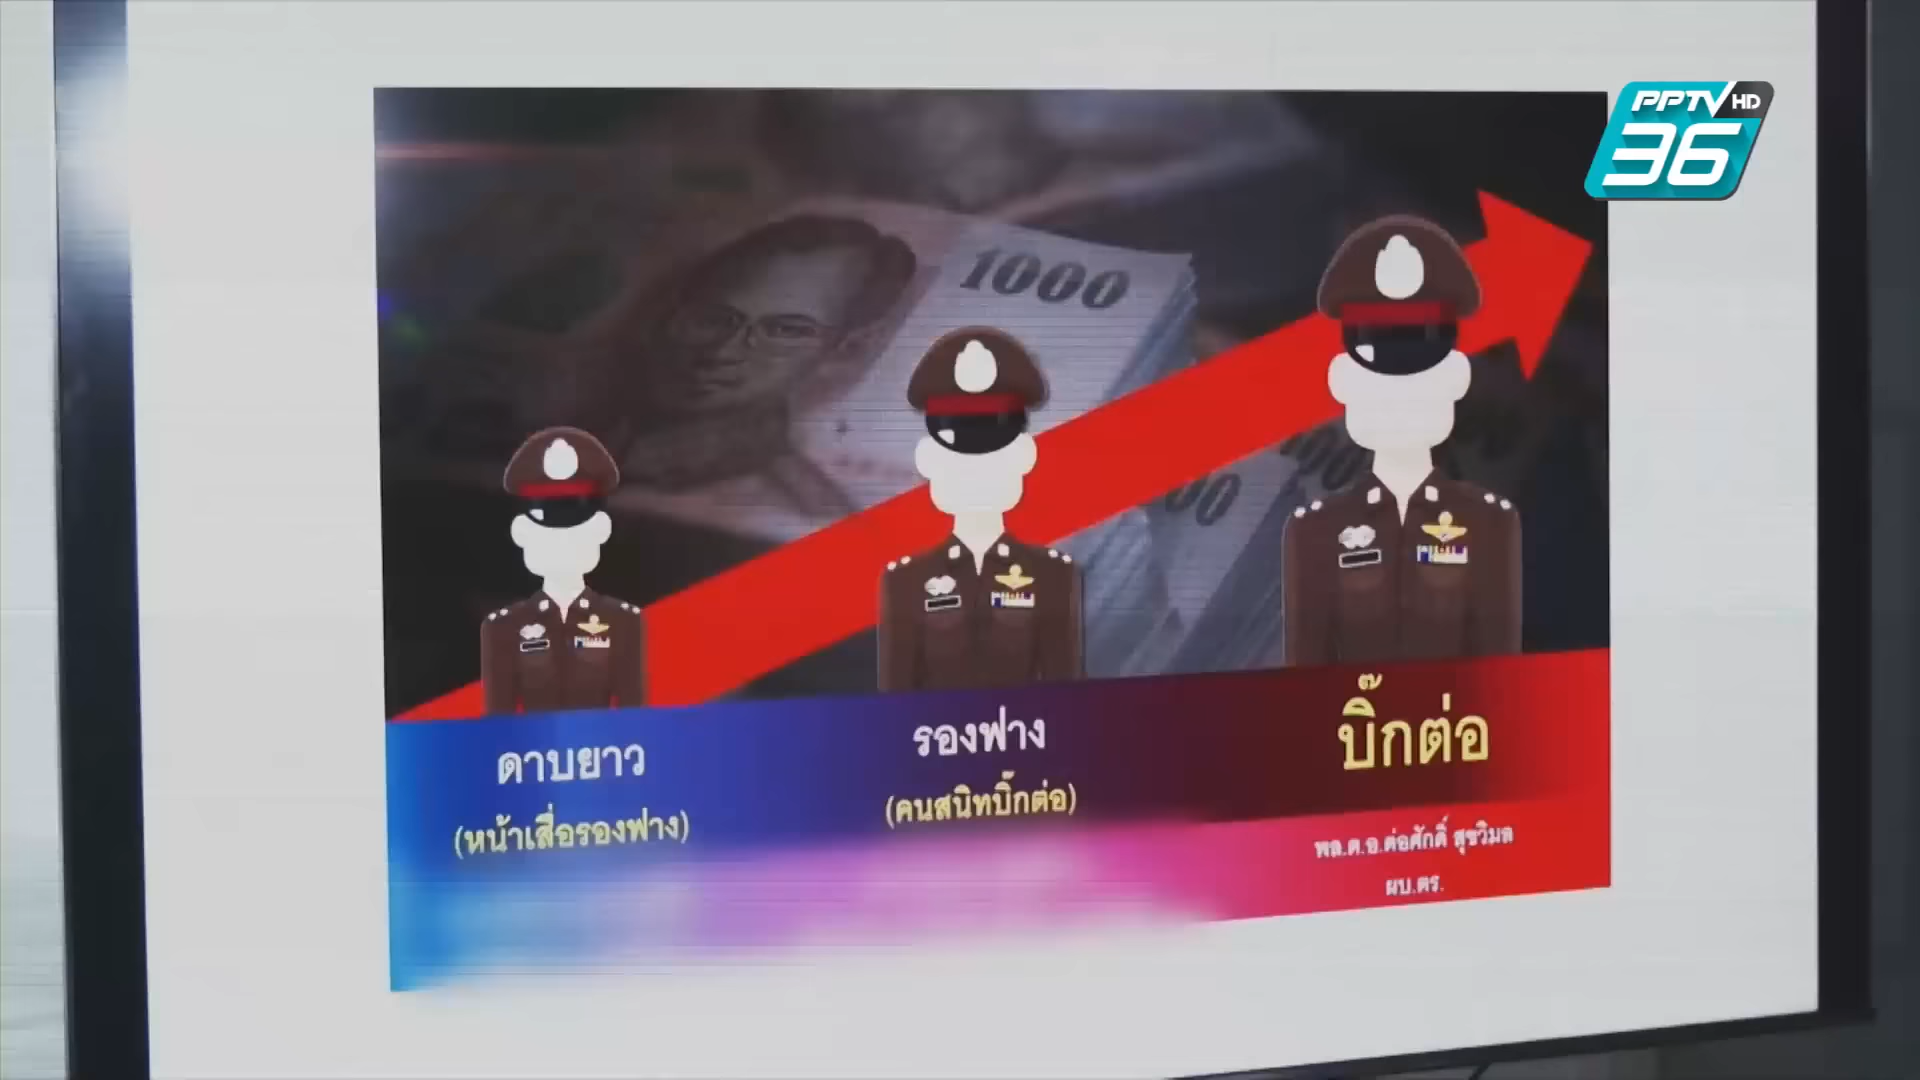 PPTV HD
36
1000
ดาบยาว
(หน้าเสื่อรองฟาง)
รองฟาง
(คนสนิทบิ๊กต่อ)
บิ๊กต่อ
พล.ต.อ.ต่อศักดิ์ สุขวิมล
ผบ.ตร.